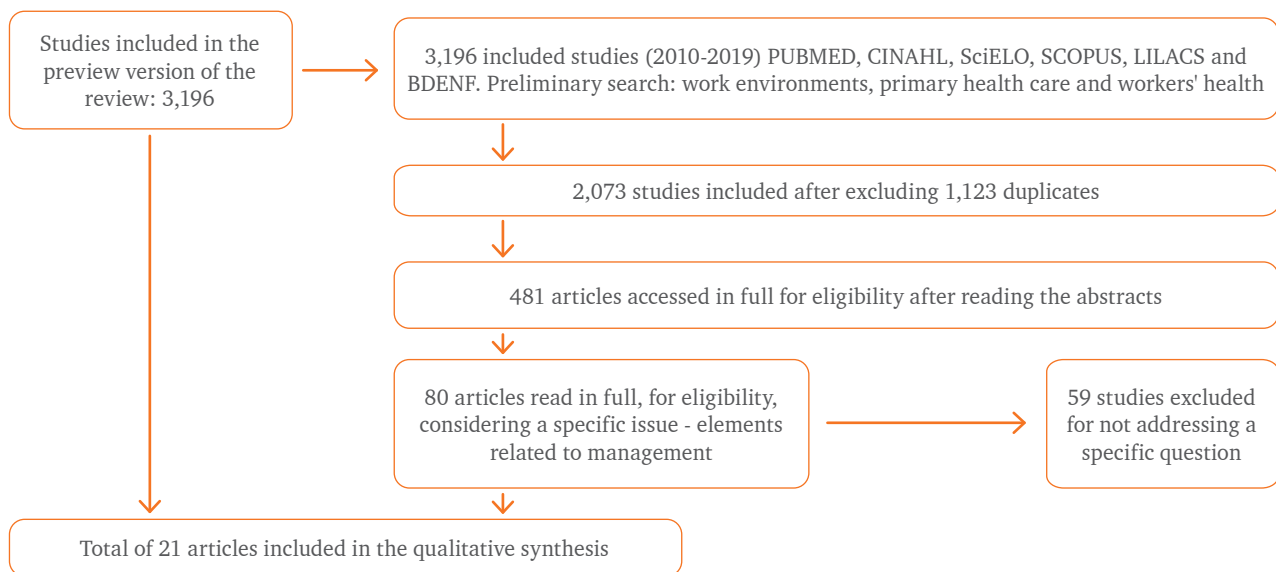 Studies included in the
preview version of the
review: 3,196
3,196 included studies (2010-2019) PUBMED, CINAHL, SciELO, SCOPUS, LILACS and
BDENF. Preliminary search: work environments, primary health care and workers' health
2,073 studies included after excluding 1,123 duplicates
481 articles accessed in full for eligibility after reading the abstracts
80 articles read in full, for eligibility,
considering a specific issue - elements
related to management
59 studies excluded
for not addressing a
specific question
Total of 21 articles included in the qualitative synthesis